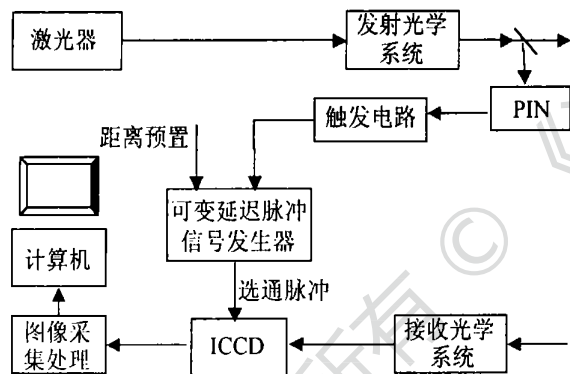 激光器
发射光学
系统
PIN
触发电路
距离预置
可变延迟脉冲
信号发生器
计算机
选通脉冲
图像采
集处理
ICCD
接收光学
系统
所有 ©